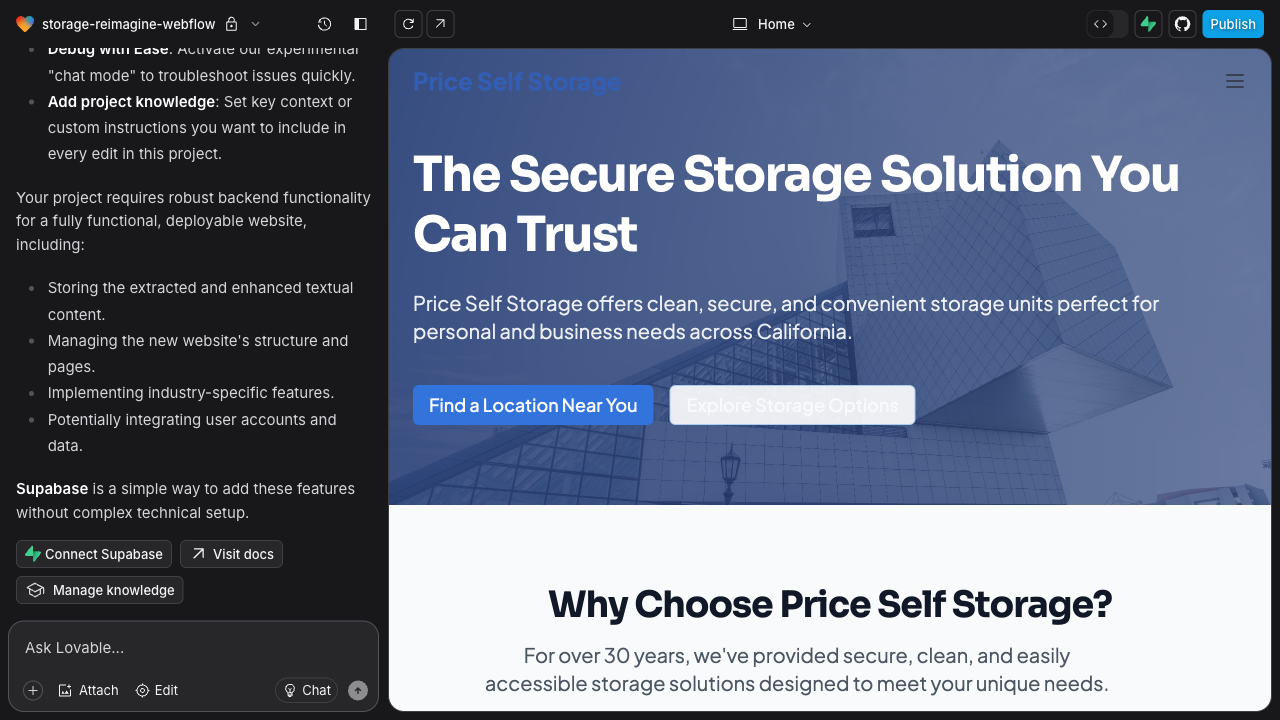 storage-reimagine-webflow
Home
Publish
Debug with Ease: Activate our experimental
"chat mode" to troubleshoot issues quickly.
Add project knowledge: Set key context or
custom instructions you want to include in
every edit in this project.
Your project requires robust backend functionality
for a fully functional, deployable website,
including:
Storing the extracted and enhanced textual
content.
Managing the new website's structure and
pages.
Implementing industry-specific features.
Potentially integrating user accounts and
data.
Supabase is a simple way to add these features
without complex technical setup.
Connect Supabase
Visit docs
Manage knowledge
Ask Lovable...
Attach
Edit
Chat
Price Self Storage
The Secure Storage Solution You
Can Trust
Price Self Storage offers clean, secure, and convenient storage units perfect for
personal and business needs across California.
Find a Location Near You
Explore Storage Options
Why Choose Price Self Storage?
For over 30 years, we've provided secure, clean, and easily
accessible storage solutions designed to meet your unique needs.